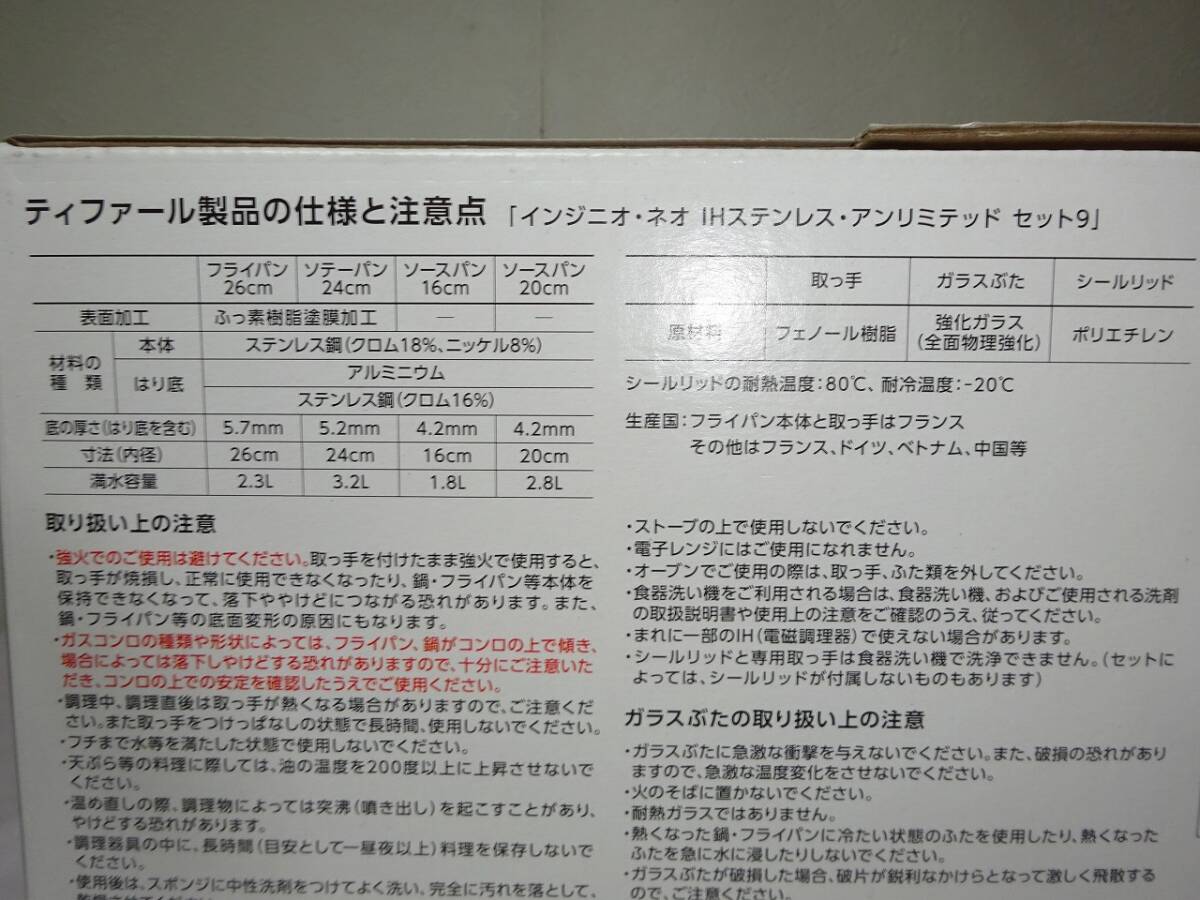 ティファール製品の仕様と注意点 「インジニオ・ネオ IHステンレス・アンリミテッド セット9」
フライパン 26cm ソテーパン 24cm ソースパン 16cm ソースパン 20cm
表面加工 ふっ素樹脂塗膜加工 — —
材料の種類 本体 ステンレス鋼(クロム18%、ニッケル8%)
はり底 アルミニウム
ステンレス鋼(クロム16%)
底の厚さ(はり底を含む) 5.7mm 5.2mm 4.2mm 4.2mm
寸法(内径) 26cm 24cm 16cm 20cm
満水容量 2.3L 3.2L 1.8L 2.8L
取り扱い上の注意
・強火でのご使用は避けてください。取っ手を付けたまま強火で使用すると、
取っ手が焼損し、正常に使用できなくなったり、鍋・フライパン等本体を
保持できなくなって、落下ややけどにつながる恐れがあります。また、
鍋・フライパン等の底面変形の原因にもなります。
・ガスコンロの種類や形状によっては、フライパン、鍋がコンロの上で傾き、
場合によっては落下しやけどする恐れがありますので、十分にご注意いた
だき、コンロの上での安定を確認したうえでご使用ください。
・調理中、調理直後は取っ手が熱くなる場合がありますので、ご注意くだ
さい。また取っ手をつけっぱなしの状態で長時間、使用しないでください。
・フチまで水等を満たした状態で使用しないでください。
・天ぷら等の料理に際しては、油の温度を200度以上に上昇させないで
ください。
・温め直しの際、調理物によっては突沸(噴き出し)を起こすことがあり、
やけどする恐れがあります。
・調理器具の中に、長時間(目安として一昼夜以上)料理を保存しないで
ください。
・使用後は、スポンジに中性洗剤をつけてよく洗い。完全に汚れを落として、
取っ手 ガラスぶた シールリッド
原材料 フェノール樹脂 強化ガラス (全面物理強化) ポリエチレン
シールリッドの耐熱温度:80℃、耐冷温度:-20℃
生産国:フライパン本体と取っ手はフランス
その他はフランス、ドイツ、ベトナム、中国等
・ストーブの上で使用しないでください。
・電子レンジにはご使用になれません。
・オーブンでご使用の際は、取っ手、ふた類を外してください。
・食器洗い機をご利用される場合は、食器洗い機、およびご使用される洗剤
の取扱説明書や使用上の注意をご確認のうえ、従ってください。
・まれに一部のIH(電磁調理器)で使えない場合があります。
・シールリッドと専用取っ手は食器洗い機で洗浄できません。(セットに
よっては、シールリッドが付属しないものもあります)
ガラスぶたの取り扱い上の注意
・ガラスぶたに急激な衝撃を与えないでください。また、破損の恐れがあり
ますので、急激な温度変化をさせないでください。
・火のそばに置かないでください。
・耐熱ガラスではありません。
・熱くなった鍋・フライパンに冷たい状態のふたを使用したり、熱くなった
ふたを急に水に浸したりしないでください。
・ガラスぶたが破損した場合、破片が鋭利なかけらとなって激しく飛散する
ので、ご注意ください。